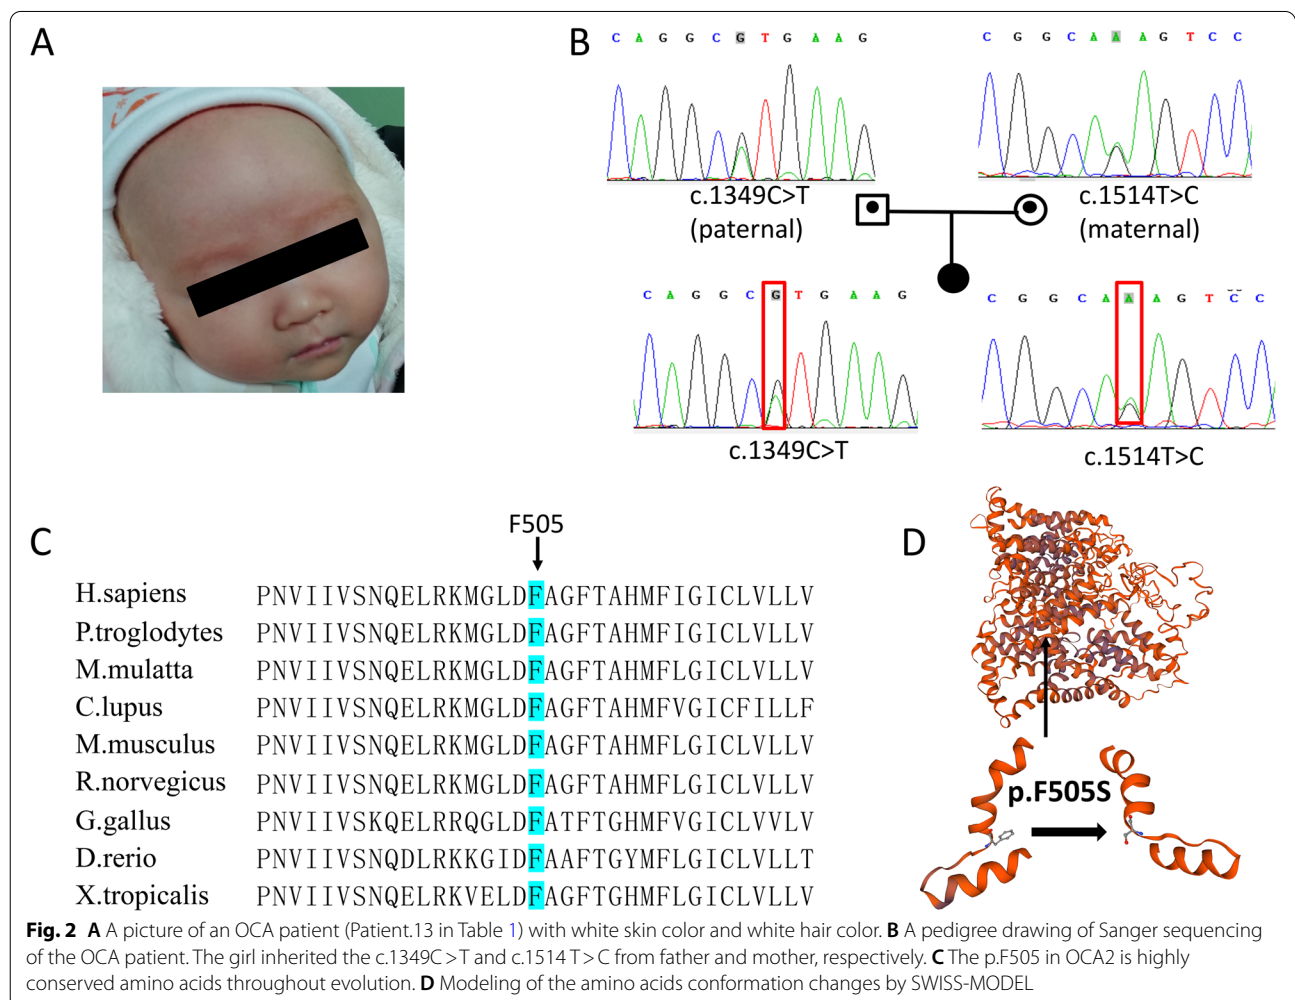 A
B
C A G G C G T G A A G
C G G C A A A G T C C
c.1349C>T
(paternal)
c.1514T>C
(maternal)
C A G G C G T G A A G
C G G C A A A G T C C
c.1349C>T
c.1514T>C
C
F505
H.sapiens PNVIIVSNQELRKMGLDFAGFTAHMFIGICLVLLV
P.troglodytes PNVIIVSNQELRKMGLDFAGFTAHMFIGICLVLLV
M.mulatta PNVIIVSNQELRKMGLDFAGFTAHMFIGICLVLLV
C.lupus PNVIIVSNQELRKMGLDFAGFTAHMFVGICFILLF
M.musculus PNVIIVSNQELRKMGLDFAGFTAHMFLGICLVLLV
R.norvegicus PNVIIVSNQELRKMGLDFAGFTAHMFLGICLVLLV
G.gallus PNVIIVSKQELRRQGLDFATFTGHMFVGICLVVLV
D.rerio PNVIIVSNQDLRKKGIDFAAFTGYMFLGICLVLLT
X.tropicalis PNVIIVSNQELRKVELDFAGFTGHMFLGICLVLLV
D
p.F505S
Fig. 2 A A picture of an OCA patient (Patient.13 in Table 1) with white skin color and white hair color. B A pedigree drawing of Sanger sequencing
of the OCA patient. The girl inherited the c.1349C > T and c.1514 T > C from father and mother, respectively. C The p.F505 in OCA2 is highly
conserved amino acids throughout evolution. D Modeling of the amino acids conformation changes by SWISS-MODEL